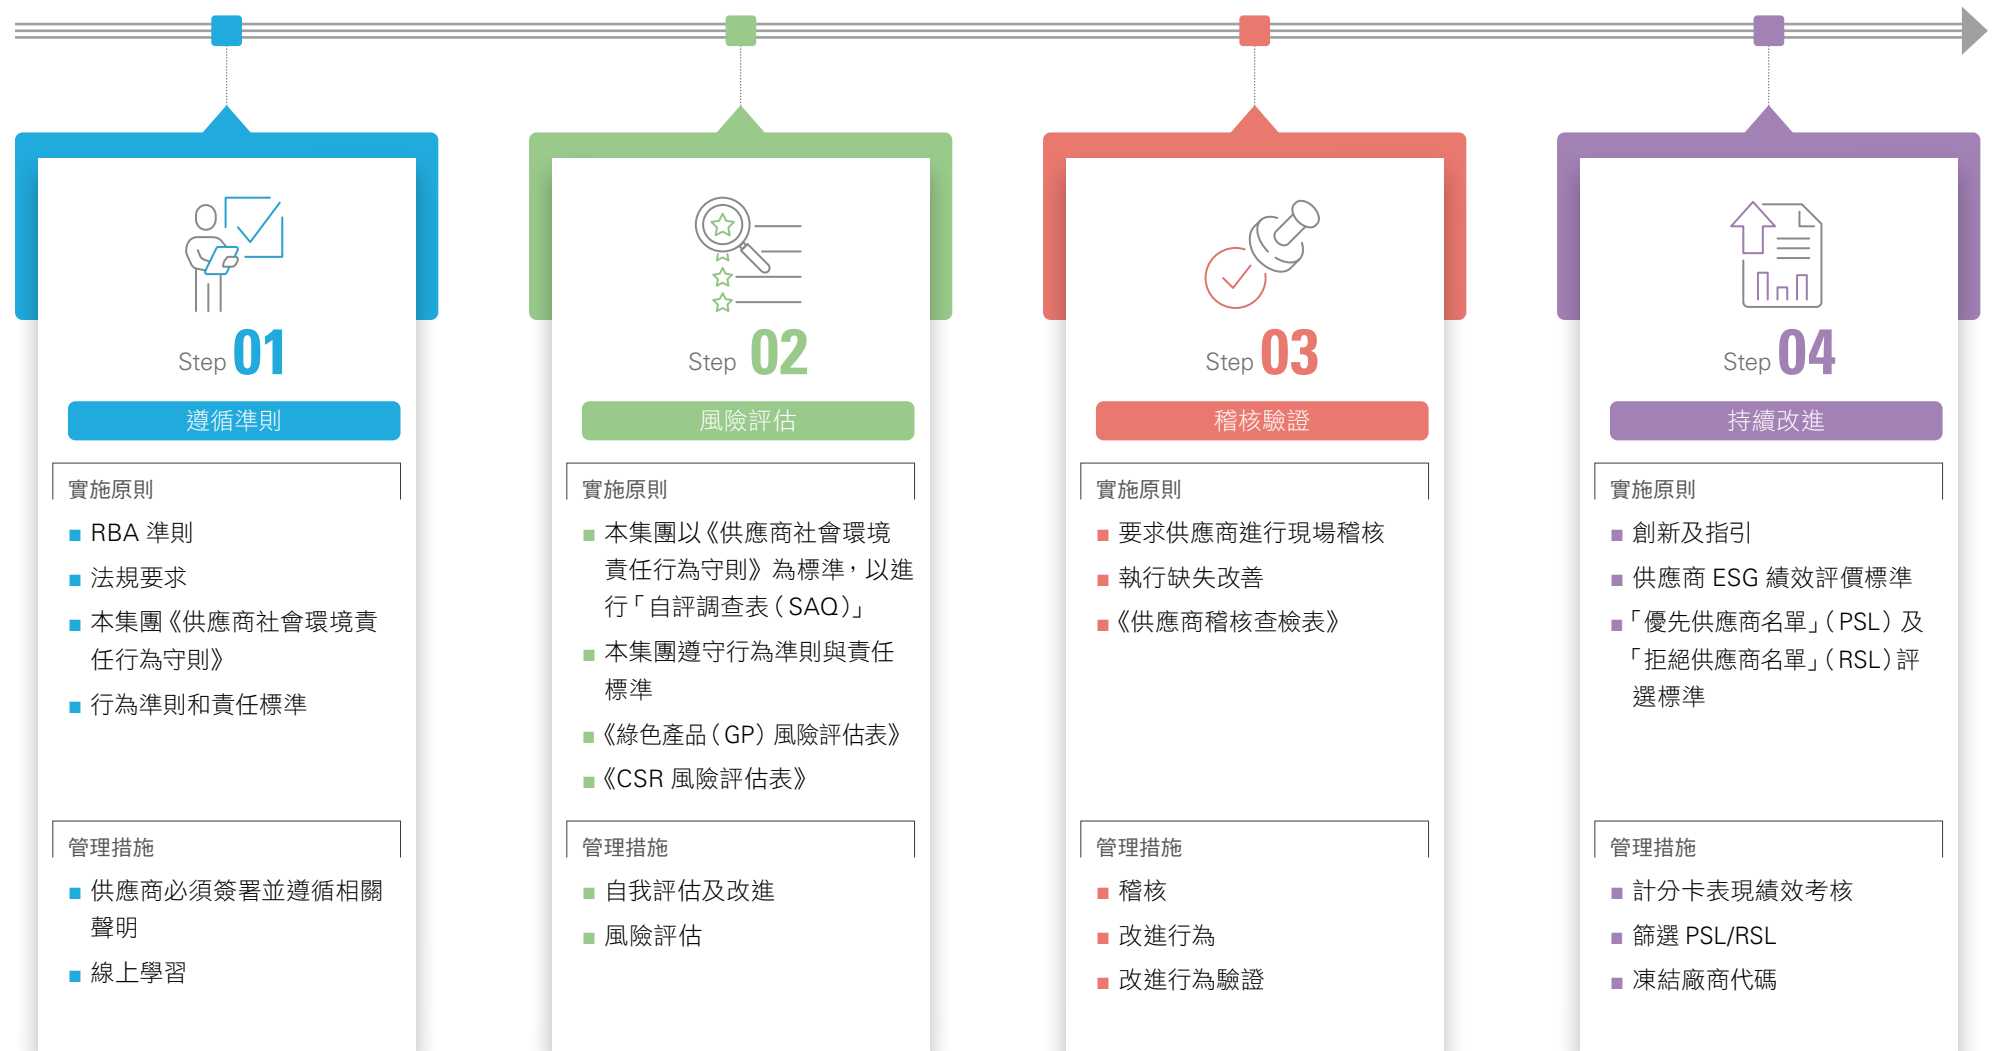 Step 01
遵循準則
實施原則
RBA 準則
法規要求
本集團《供應商社會環境責
任行為守則》
行為準則和責任標準
管理措施
供應商必須簽署並遵循相關
聲明
線上學習
Step 02
風險評估
實施原則
本集團以《供應商社會環境
責任行為守則》為標準，以進
行「自評調查表（SAQ）」
本集團遵守行為準則與責任
標準
《綠色產品（GP）風險評估表》
《CSR 風險評估表》
管理措施
自我評估及改進
風險評估
Step 03
稽核驗證
實施原則
要求供應商進行現場稽核
執行缺失改善
《供應商稽核查檢表》
管理措施
稽核
改進行為
改進行為驗證
Step 04
持續改進
實施原則
創新及指引
供應商 ESG 績效評價標準
「優先供應商名單」（PSL）及
「拒絕供應商名單」（RSL）評
選標準
管理措施
計分卡表現績效考核
篩選 PSL/RSL
凍結廠商代碼